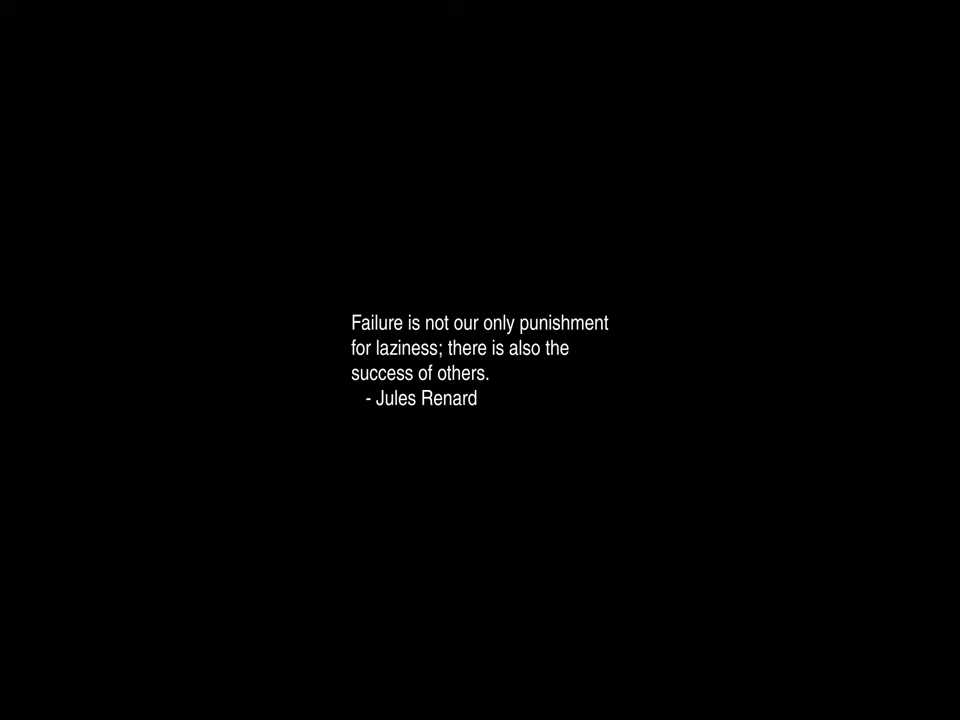 Failure is not our only punishment
for laziness; there is also the
success of others.
- Jules Renard